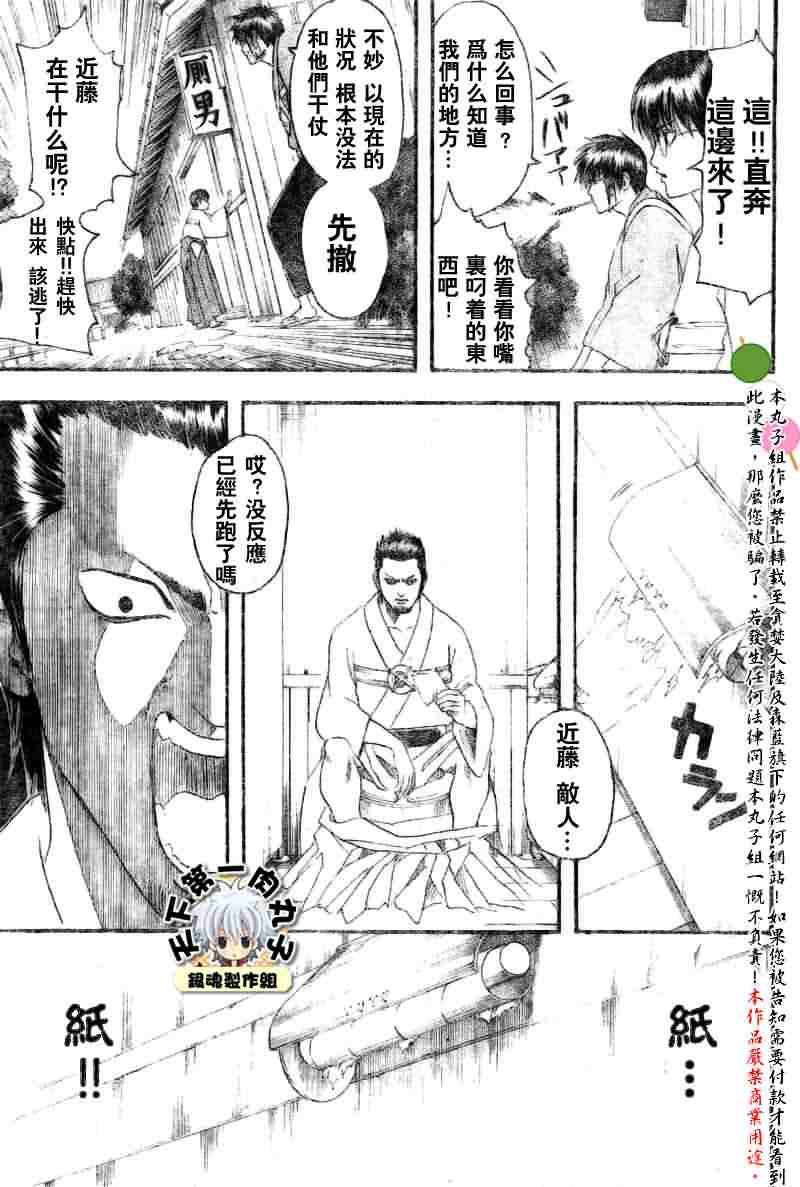 這!!直奔
這邊來了!
怎么回事?
爲什么知道
我們的地方…
ジュバァァ
你看看你嘴
裏叼着的東
西吧!
不妙 以現在的
狀况 根本没法
和他們干仗
先撤
厠男
近藤
在干什么呢!?
快點!!趕快
出來 該逃了!
カラン
近藤 敵人…
哎?没反應
已經先跑了嗎
紙…
紙!!
天下第一肉丸子
銀魂製作組
本丸子組作品禁止轉載至貪婪大陸及森藍旗下的任何網站!如果您被告知需要付款才能看到
此漫畫,那麼您被騙了。若發生任何法律問題本丸子組一概不負責!本作品嚴禁商業用途。